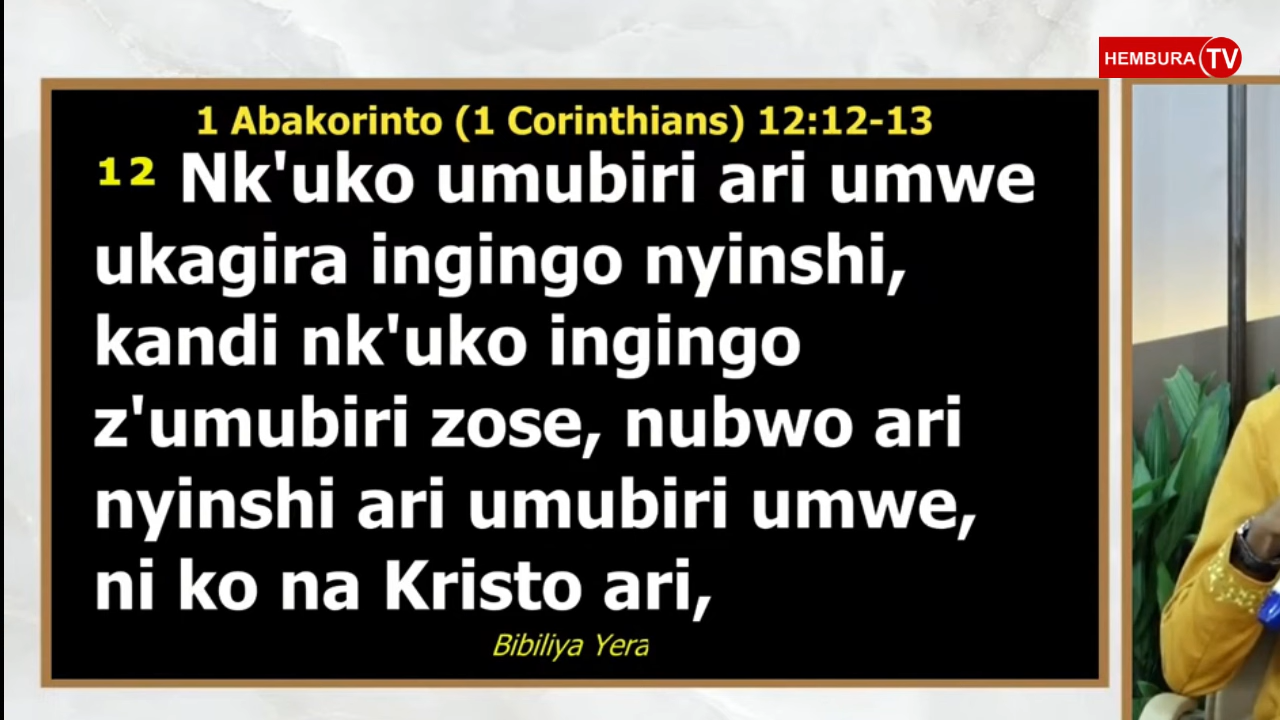 HEMBURA TV
1 Abakorinto (1 Corinthians) 12:12-13
¹² Nk'uko umubiri ari umwe
ukagira ingingo nyinshi,
kandi nk'uko ingingo
z'umubiri zose, nubwo ari
nyinshi ari umubiri umwe,
ni ko na Kristo ari,
Bibiliya Yera